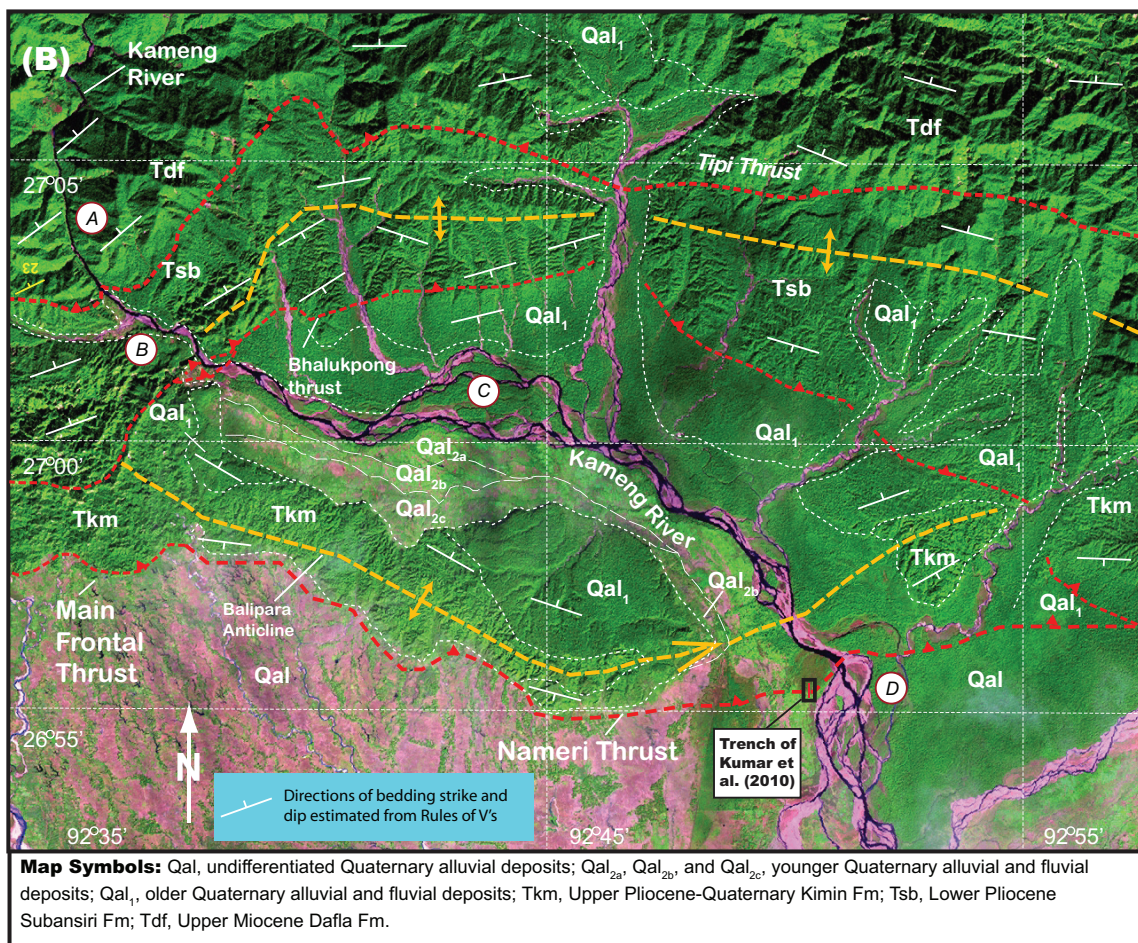 (B)
Kameng
River
Qal₁
Tdf
Tdf
27°05'
Tipi Thrust
A
Tsb
23
Tsb
Qal₁
Qal₁
B
Bhalukpong
thrust
C
Qal₁
Qal₁
Qal₂ₐ
27°00'
Qal₂b
Kameng River
Qal₁
Tkm
Qal₂c
Tkm
Tkm
Tkm
Qal₁
Qal₂b
Qal₁
Main
Frontal
Thrust
Balipara
Anticline
Qal
Qal
D
26°55'
N
Nameri Thrust
Trench of
Kumar et
al. (2010)
Directions of bedding strike and
dip estimated from Rules of V's
92°35'
92°45'
92°55'
Map Symbols: Qal, undifferentiated Quaternary alluvial deposits; Qal₂ₐ, Qal₂b, and Qal₂c, younger Quaternary alluvial and fluvial
deposits; Qal₁, older Quaternary alluvial and fluvial deposits; Tkm, Upper Pliocene-Quaternary Kimin Fm; Tsb, Lower Pliocene
Subansiri Fm; Tdf, Upper Miocene Dafla Fm.